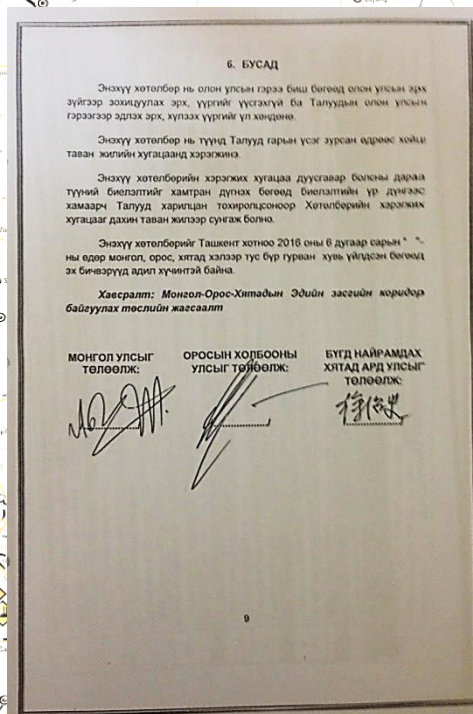 6. БУСАД
Энэхүү хөтөлбөр нь олон улсын гэрээ биш бөгөөд олон улсын эрх
зүйгээр зохицуулах эрх, үүргийг үүсгэхгүй ба Талуудын олон улсын
гэрээгээр эдлэх эрх, хүлээх үүргийг үл хөндөнө.
Энэхүү хөтөлбөр нь түүнд Талууд гарын үсэг зурсан өдрөөс хойш
таван жилийн хугацаанд хэрэгжинэ.
Энэхүү хөтөлбөрийн хэрэгжих хугацаа дуусгавар болсны дараа
түүний биелэлтийг хамтран дүгнэх бөгөөд биелэлтийн үр дүнгээс
хамаарч Талууд харилцан тохиролцсоноор Хөтөлбөрийн хэрэгжих
хугацааг дахин таван жилээр сунгаж болно.
Энэхүү хөтөлбөрийг Ташкент хотноо 2016 оны 6 дугаар сарын " "-
ны өдөр монгол, орос, хятад хэлээр тус бүр гурван хувь үйлдсэн бөгөөд
эх бичвэрүүд адил хүчинтэй байна.
Хавсралт: Монгол-Орос-Хятадын Эдийн засгийн коридор
байгуулах төслийн жагсаалт
МОНГОЛ УЛСЫГ ОРОСЫН ХОЛБООНЫ БҮГД НАЙРАМДАХ
ТӨЛӨӨЛЖ: УЛСЫГ ТӨЛӨӨЛЖ: ХЯТАД АРД УЛСЫГ
ТӨЛӨӨЛЖ:
9